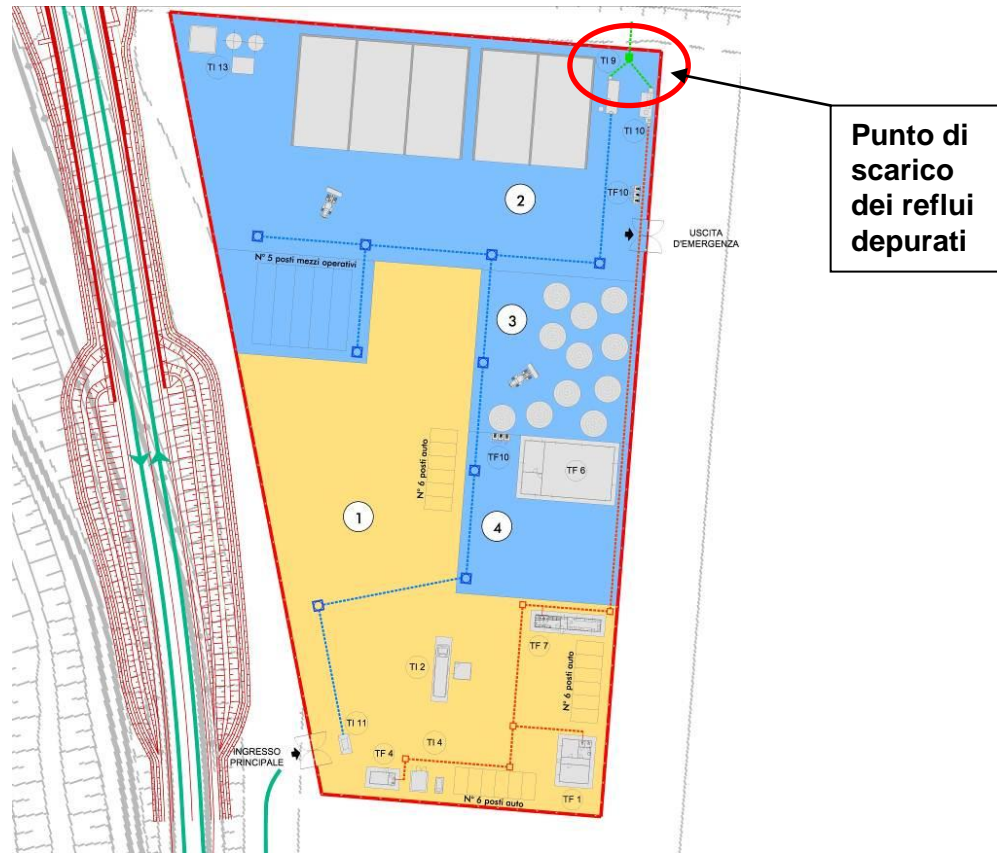 TI 9
TI 13
TI 10
Punto di
scarico
dei reflui
depurati
TF10
2
USCITA
D'EMERGENZA
N° 5 posti mezzi operativi
3
N° 6 posti auto
TF10
TF 6
1
4
TF 7
TI 2
N° 6 posti auto
TI 11
TI 4
INGRESSO
PRINCIPALE
TF 4
TF 1
N° 6 posti auto